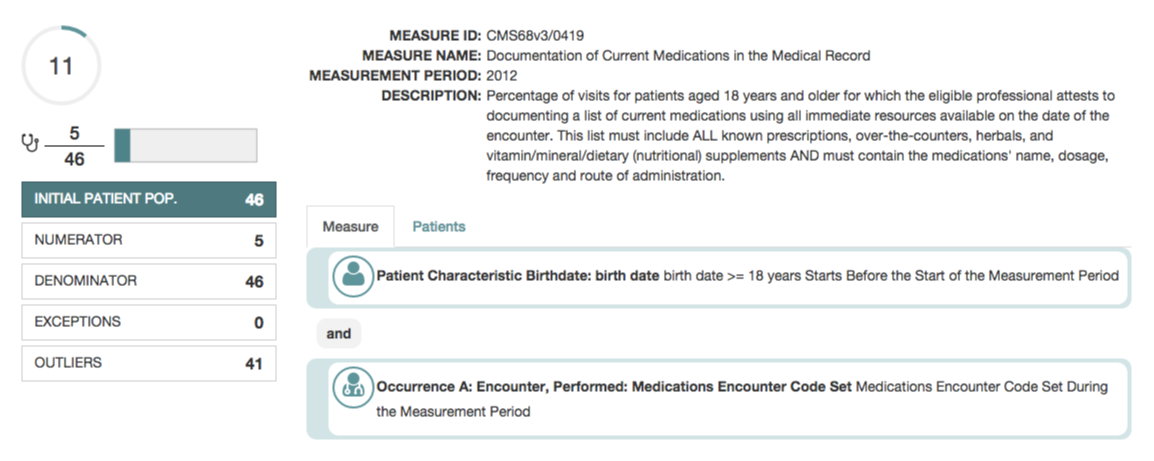 11
5
46
INITIAL PATIENT POP. 46
NUMERATOR 5
DENOMINATOR 46
EXCEPTIONS 0
OUTLIERS 41
MEASURE ID: CMS68v3/0419
MEASURE NAME: Documentation of Current Medications in the Medical Record
MEASUREMENT PERIOD: 2012
DESCRIPTION: Percentage of visits for patients aged 18 years and older for which the eligible professional attests to
documenting a list of current medications using all immediate resources available on the date of the
encounter. This list must include ALL known prescriptions, over-the-counters, herbals, and
vitamin/mineral/dietary (nutritional) supplements AND must contain the medications' name, dosage,
frequency and route of administration.
Measure Patients
Patient Characteristic Birthdate: birth date birth date >= 18 years Starts Before the Start of the Measurement Period
and
Occurrence A: Encounter, Performed: Medications Encounter Code Set Medications Encounter Code Set During
the Measurement Period